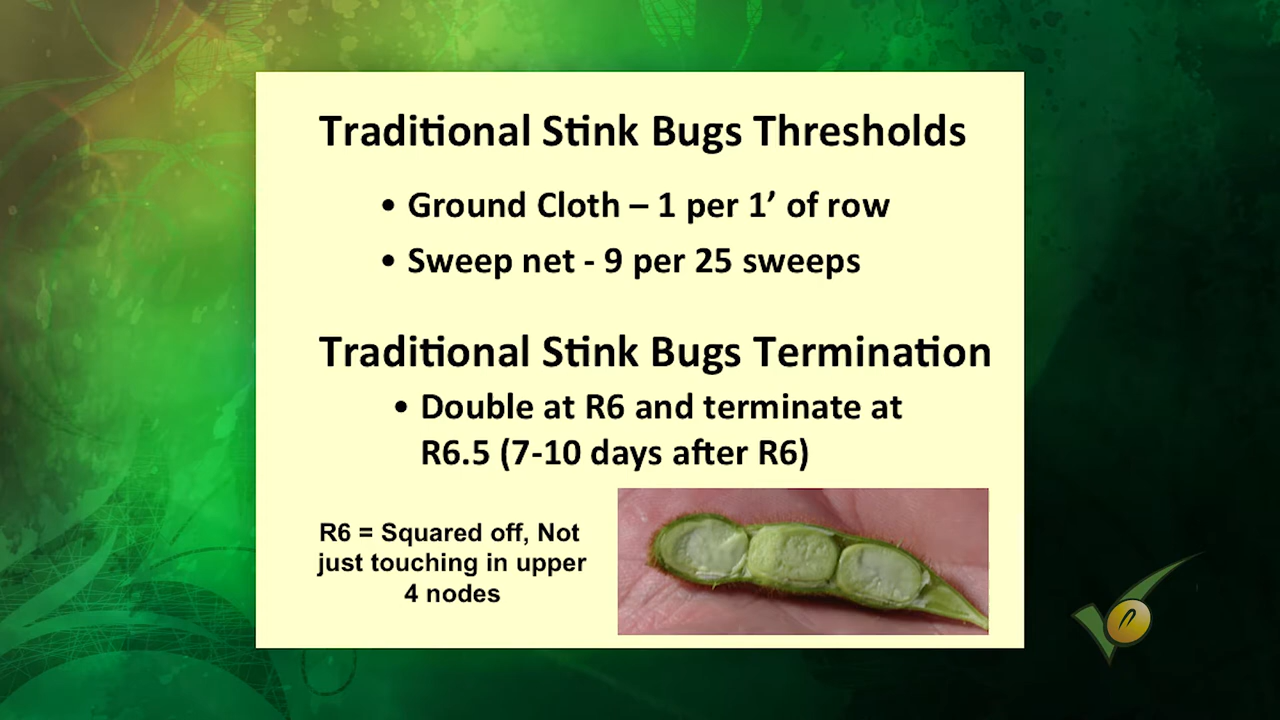 Traditional Stink Bugs Thresholds
• Ground Cloth – 1 per 1’ of row
• Sweep net - 9 per 25 sweeps
Traditional Stink Bugs Termination
• Double at R6 and terminate at
R6.5 (7-10 days after R6)
R6 = Squared off, Not
just touching in upper
4 nodes